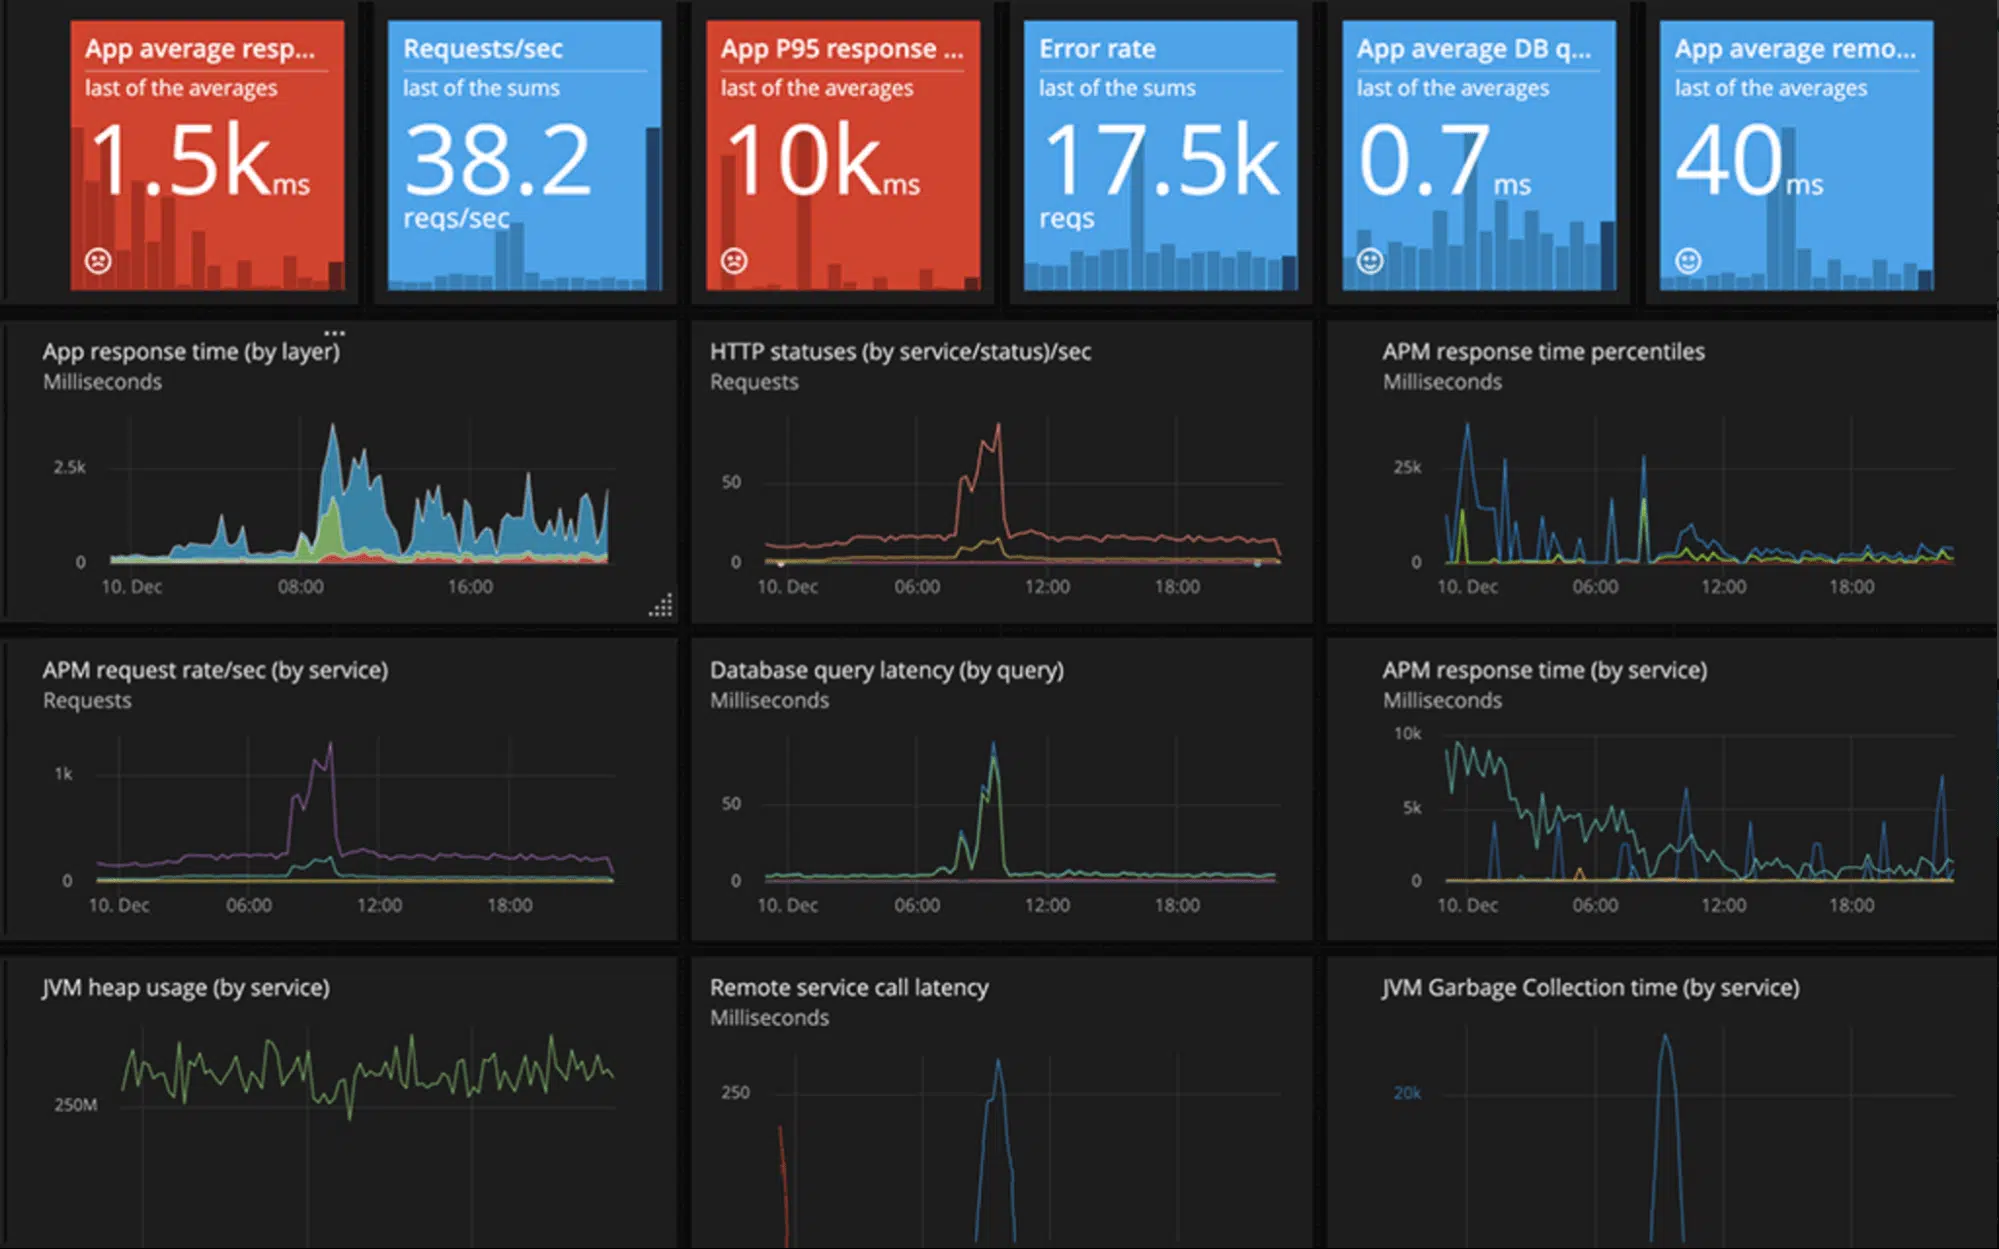 App average resp...
last of the averages
1.5k ms
Requests/sec
last of the sums
38.2
reqs/sec
App P95 response ...
last of the averages
10k ms
Error rate
last of the sums
17.5k
reqs
App average DB q...
last of the averages
0.7 ms
App average remo...
last of the averages
40 ms
App response time (by layer)
Milliseconds
2.5k
0
10. Dec 08:00 16:00
HTTP statuses (by service/status)/sec
Requests
50
0
10. Dec 06:00 12:00 18:00
APM response time percentiles
Milliseconds
25k
0
10. Dec 06:00 12:00 18:00
APM request rate/sec (by service)
Requests
1k
0
10. Dec 06:00 12:00 18:00
Database query latency (by query)
Milliseconds
50
0
10. Dec 06:00 12:00 18:00
APM response time (by service)
Milliseconds
10k
5k
0
10. Dec 06:00 12:00 18:00
JVM heap usage (by service)
250M
Remote service call latency
Milliseconds
250
JVM Garbage Collection time (by service)
20k